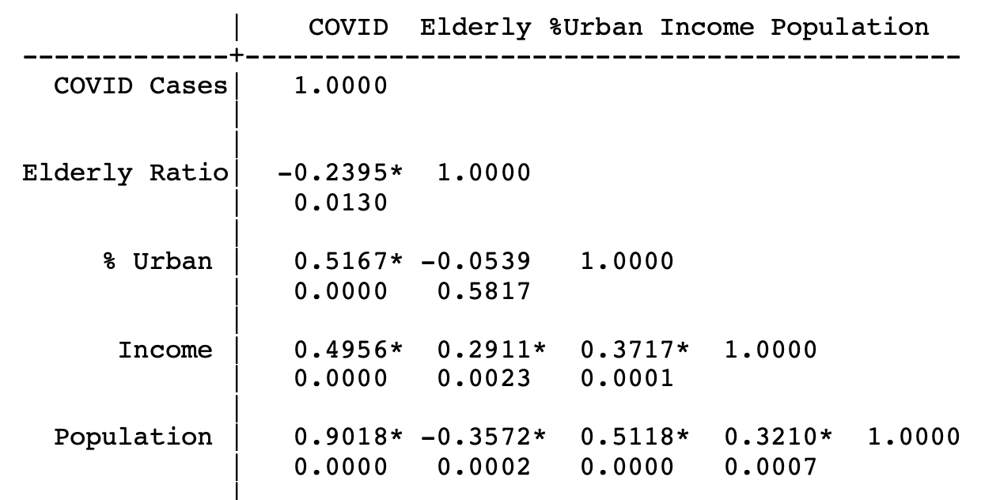 | COVID Elderly %Urban Income Population
-------------+---------------------------------------------
COVID Cases| 1.0000
|
|
Elderly Ratio| -0.2395* 1.0000
| 0.0130
|
% Urban | 0.5167* -0.0539 1.0000
| 0.0000 0.5817
|
Income | 0.4956* 0.2911* 0.3717* 1.0000
| 0.0000 0.0023 0.0001
|
Population | 0.9018* -0.3572* 0.5118* 0.3210* 1.0000
| 0.0000 0.0002 0.0000 0.0007
|